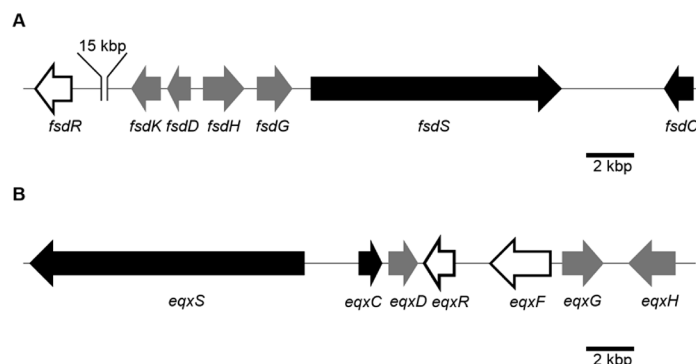 A
15 kbp
fsdR fsdK fsdD fsdH fsdG fsdS fsdC
2 kbp
B
eqxS eqxC eqxD eqxR eqxF eqxG eqxH
2 kbp